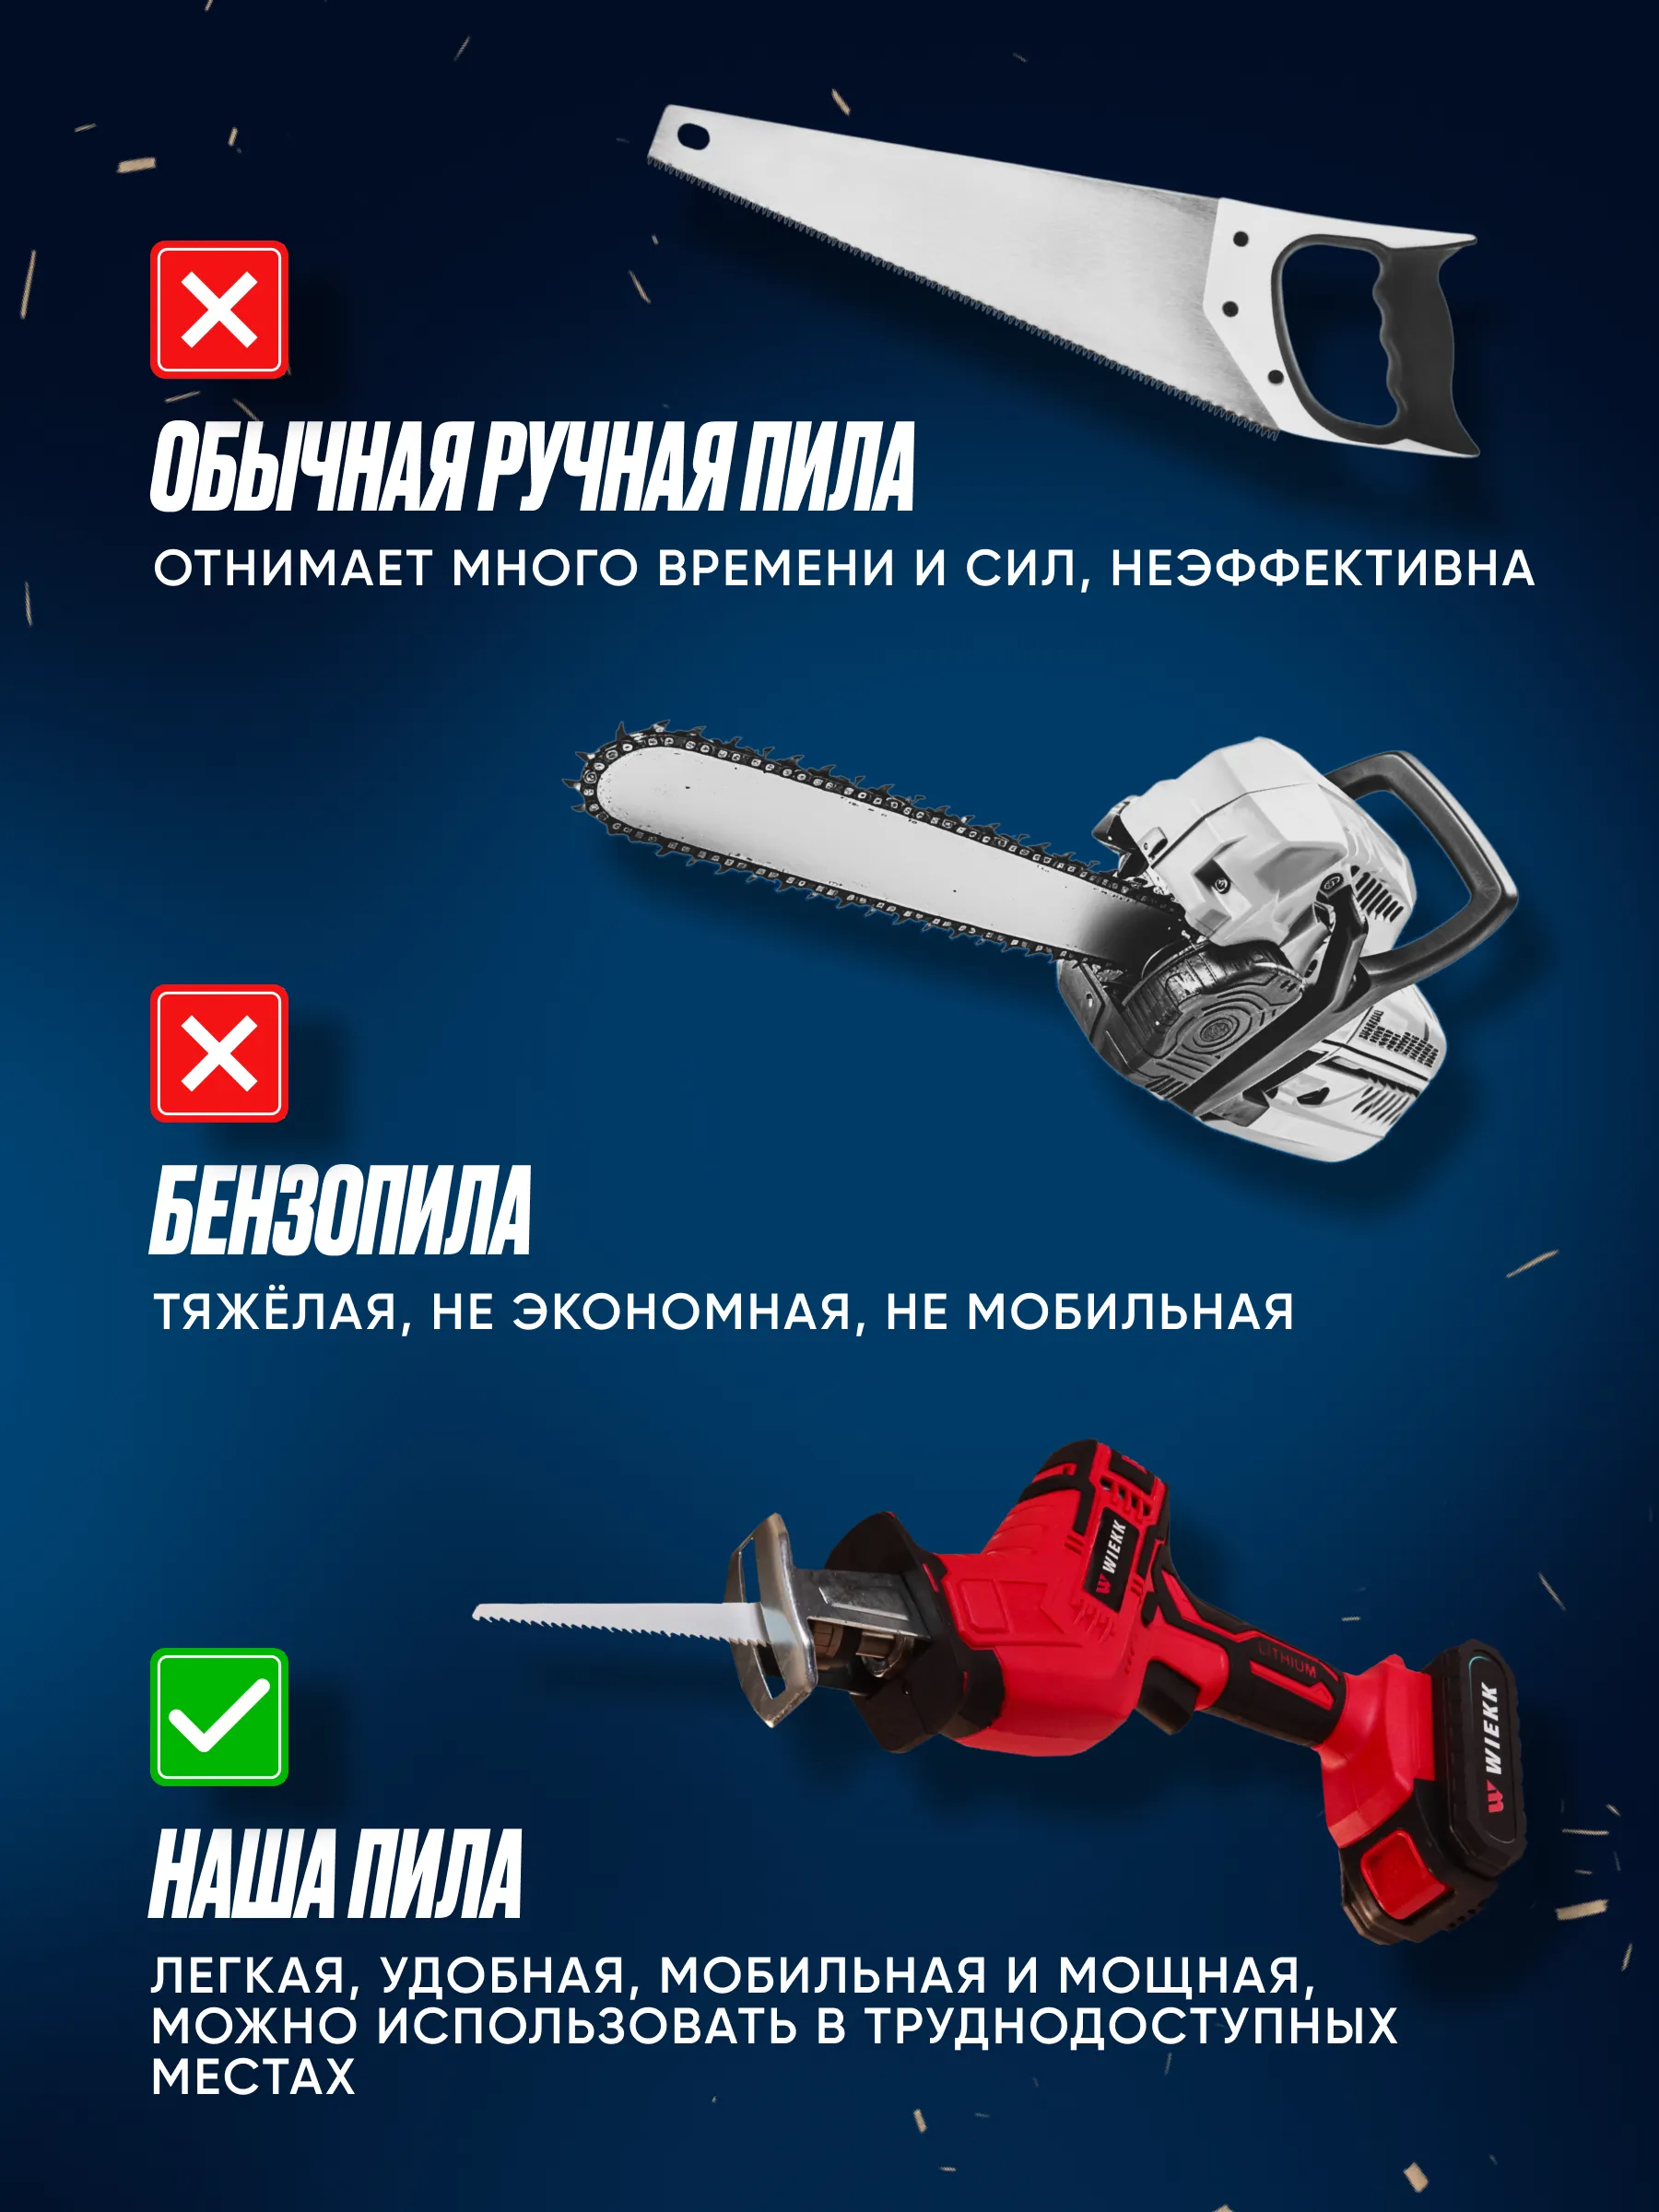 ОБЫЧНАЯ РУЧНАЯ ПИЛА
ОТНИМАЕТ МНОГО ВРЕМЕНИ И СИЛ, НЕЭФФЕКТИВНА
БЕНЗОПИЛА
ТЯЖЁЛАЯ, НЕ ЭКОНОМНАЯ, НЕ МОБИЛЬНАЯ
WIEKK
LITHIUM
WIEKK
НАША ПИЛА
ЛЕГКАЯ, УДОБНАЯ, МОБИЛЬНАЯ И МОЩНАЯ,
МОЖНО ИСПОЛЬЗОВАТЬ В ТРУДНОДОСТУПНЫХ
МЕСТАХ